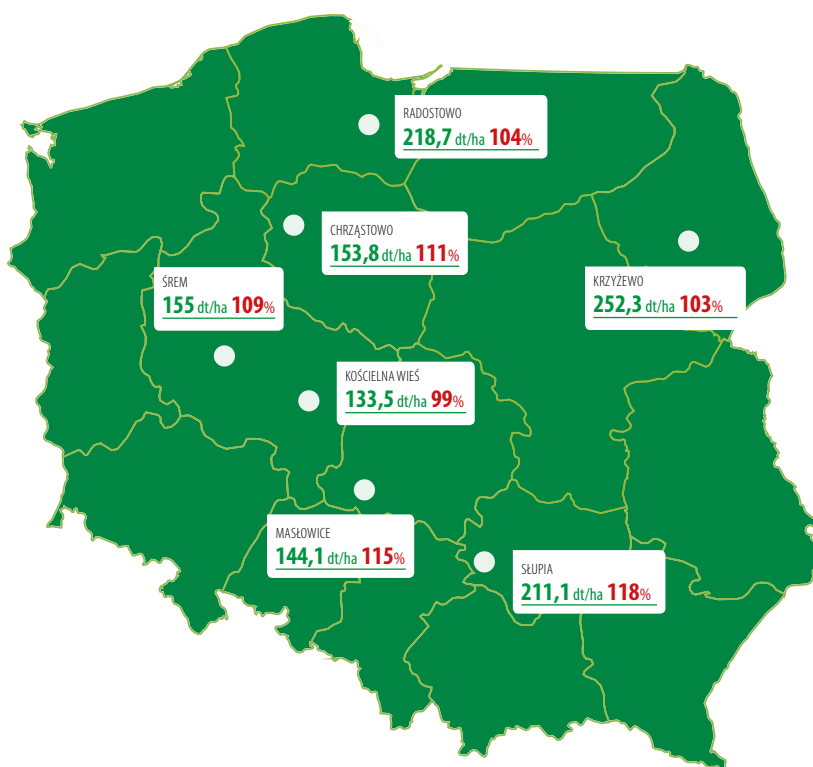 RADOSTOWO
218,7 dt/ha 104%
CHRZĄSTOWO
153,8 dt/ha 111%
ŚREM
155 dt/ha 109%
KRZYŻEWO
252,3 dt/ha 103%
KOŚCIELNA WIEŚ
133,5 dt/ha 99%
MASŁOWICE
144,1 dt/ha 115%
SŁUPIA
211,1 dt/ha 118%